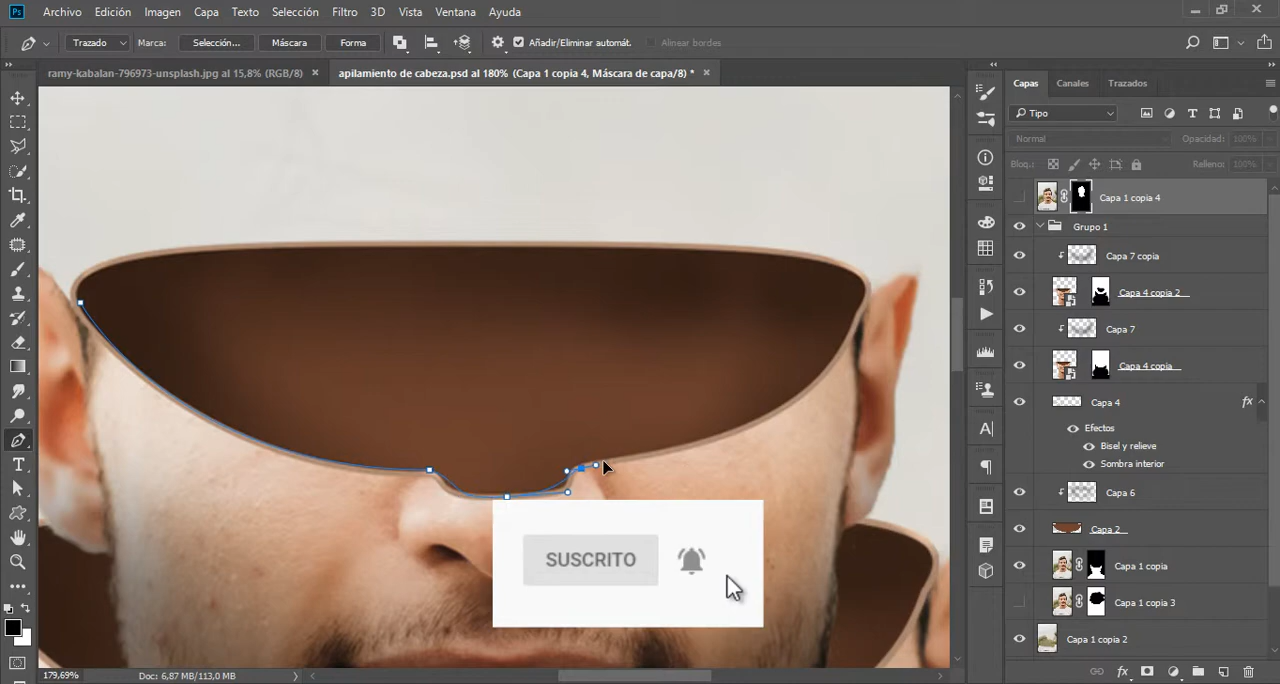 Ps Archivo Edición Imagen Capa Texto Selección Filtro 3D Vista Ventana Ayuda
Trazado Marca: Selección... Máscara Forma Añadir/Eliminar automát. Alinear bordes
ramy-kabalan-796973-unsplash.jpg al 15,8% (RGB/8) × apilamiento de cabeza.psd al 180% (Capa 1 copia 4, Máscara de capa/8) * ×
Capas Canales Trazados
Tipo
Normal Opacidad: 100%
Bloq.: Relleno: 100%
Capa 1 copia 4
Grupo 1
Capa 7 copia
Capa 4 copia 2
Capa 7
Capa 4 copia
Capa 4 fx
Efectos
Bisel y relieve
Sombra interior
Capa 6
Capa 2
Capa 1 copia
Capa 1 copia 3
Capa 1 copia 2
SUSCRITO
179,69% Doc: 6,87 MB/113,0 MB